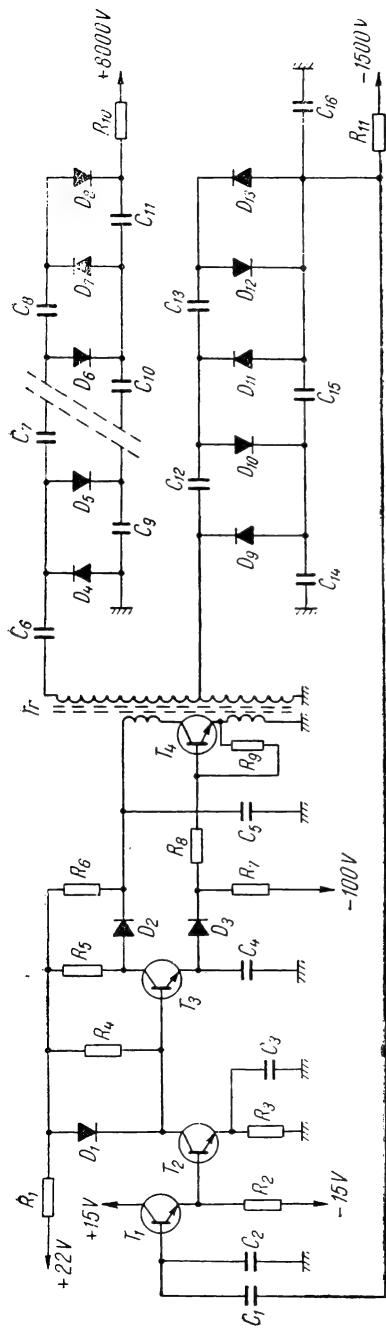 +8000V
R10
C6
C7
C8
D4
D5
D6
D7
D8
C9
C10
C11
Tr
R1
+22V
+15V
D1
R4
R5
R6
D2
D3
T1
T2
T3
T4
R8
R9
R7
C5
C4
-100V
R2
R3
C3
-15V
C1
C2
C12
C13
D9
D10
D11
D12
D13
C14
C15
C16
R11
-1500V